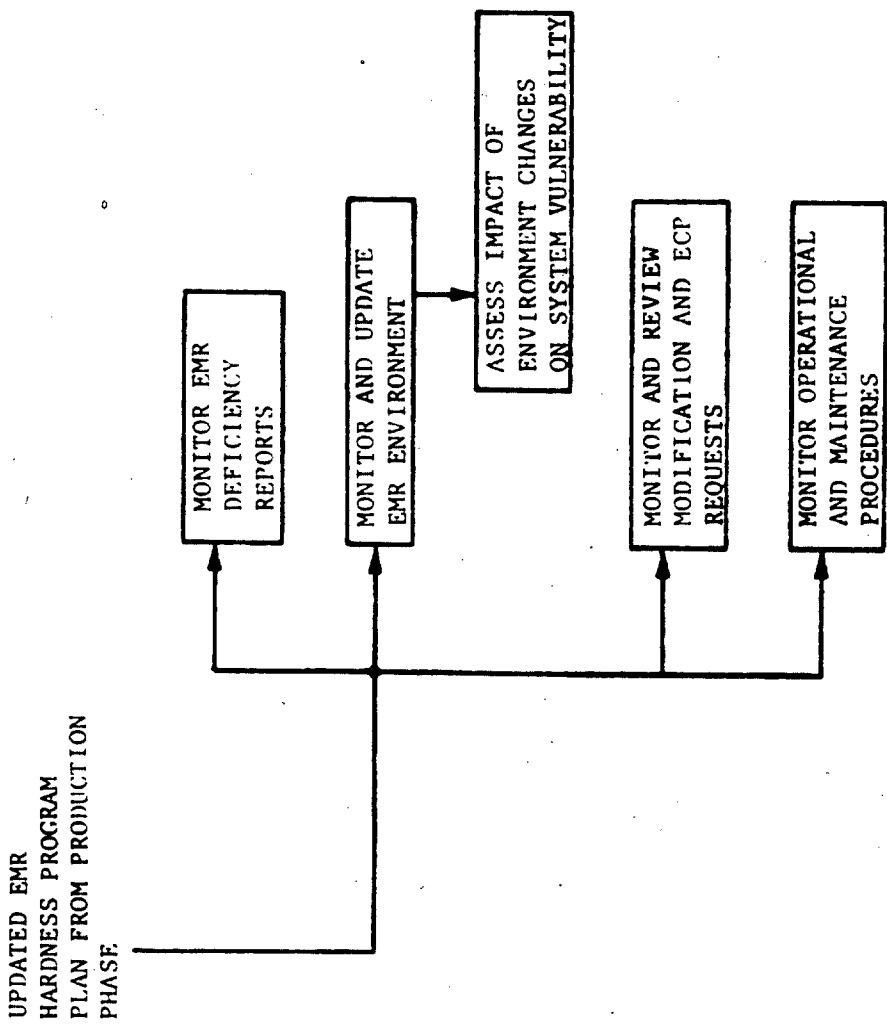 UPDATED EMR
HARDNESS PROGRAM
PLAN FROM PRODUCTION
PHASE
MONITOR EMR
DEFICIENCY
REPORTS
MONITOR AND UPDATE
EMR ENVIRONMENT
ASSESS IMPACT OF
ENVIRONMENT CHANGES
ON SYSTEM VULNERABILITY
MONITOR AND REVIEW
MODIFICATION AND ECP
REQUESTS
MONITOR OPERATIONAL
AND MAINTENANCE
PROCEDURES